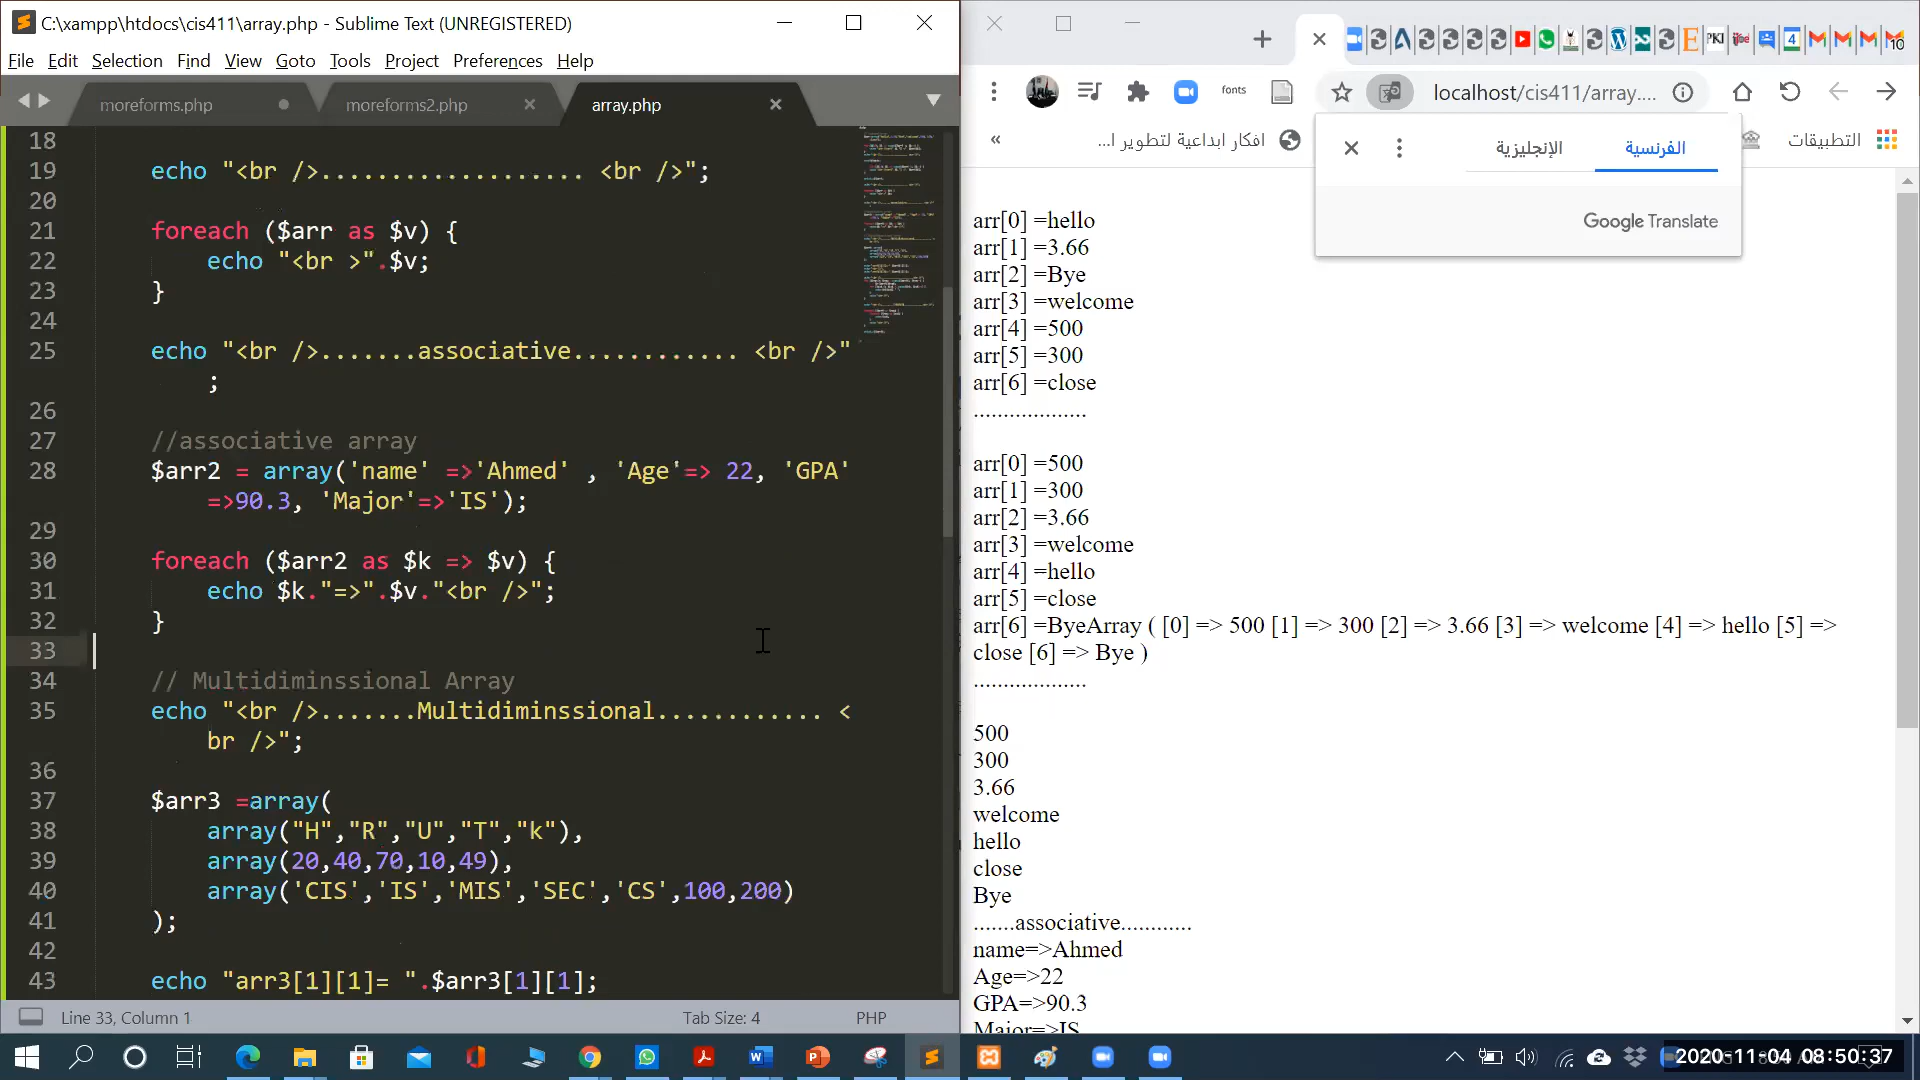 C:\xampp\htdocs\cis411\array.php - Sublime Text (UNREGISTERED)
File Edit Selection Find View Goto Tools Project Preferences Help
moreforms.php
moreforms2.php
array.php
18
19 echo "<br />................... <br />";
20
21 foreach ($arr as $v) {
22 echo "<br >".$v;
23 }
24
25 echo "<br />.......associative............ <br />"
;
26
27 //associative array
28 $arr2 = array('name' =>'Ahmed' , 'Age'=> 22, 'GPA'
=>90.3, 'Major'=>'IS');
29
30 foreach ($arr2 as $k => $v) {
31 echo $k."=>".$v."<br />";
32 }
33
34 // Multidiminssional Array
35 echo "<br />.......Multidiminssional............ <
br />";
36
37 $arr3 =array(
38 array("H","R","U","T","k"),
39 array(20,40,70,10,49),
40 array('CIS','IS','MIS','SEC','CS',100,200)
41 );
42
43 echo "arr3[1][1]= ".$arr3[1][1];
Line 33, Column 1
Tab Size: 4
PHP
fonts
localhost/cis411/array....
افكار ابداعية لتطوير ا...
التطبيقات
الفرنسية
الإنجليزية
Google Translate
arr[0] =hello
arr[1] =3.66
arr[2] =Bye
arr[3] =welcome
arr[4] =500
arr[5] =300
arr[6] =close
...................
arr[0] =500
arr[1] =300
arr[2] =3.66
arr[3] =welcome
arr[4] =hello
arr[5] =close
arr[6] =ByeArray ( [0] => 500 [1] => 300 [2] => 3.66 [3] => welcome [4] => hello [5] =>
close [6] => Bye )
...................
500
300
3.66
welcome
hello
close
Bye
.......associative............
name=>Ahmed
Age=>22
GPA=>90.3
Major=>IS
2020-11-04 08:50:37